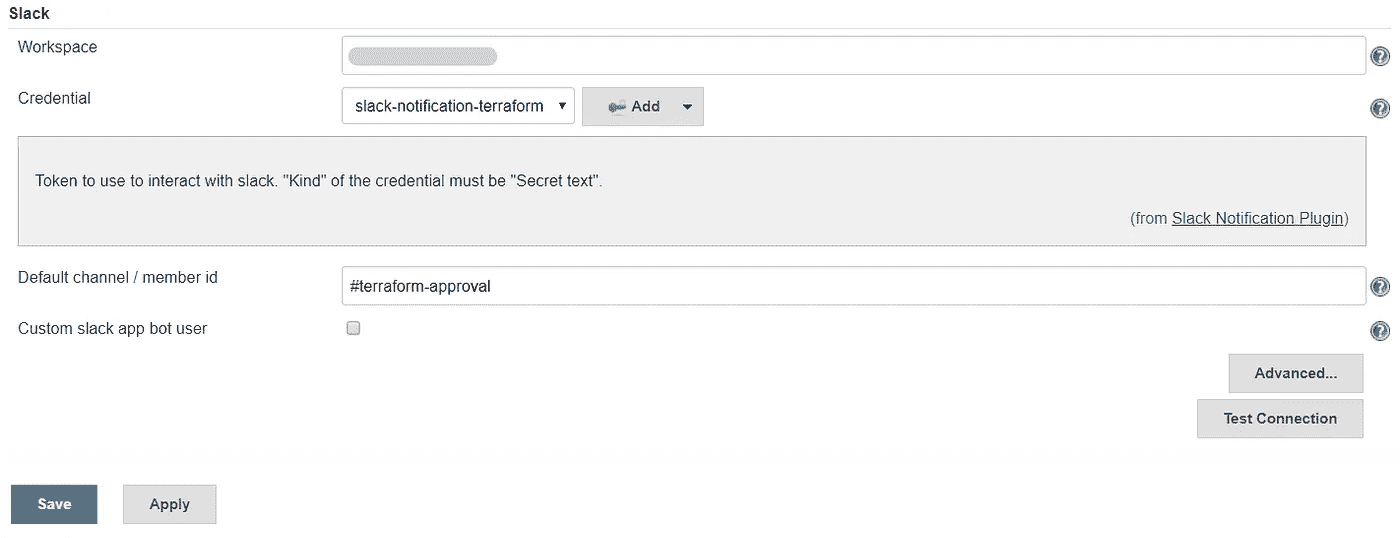 Slack
Workspace
Credential
slack-notification-terraform
Add
Token to use to interact with slack. "Kind" of the credential must be "Secret text".
(from Slack Notification Plugin)
Default channel / member id
#terraform-approval
Custom slack app bot user
Advanced...
Test Connection
Save
Apply